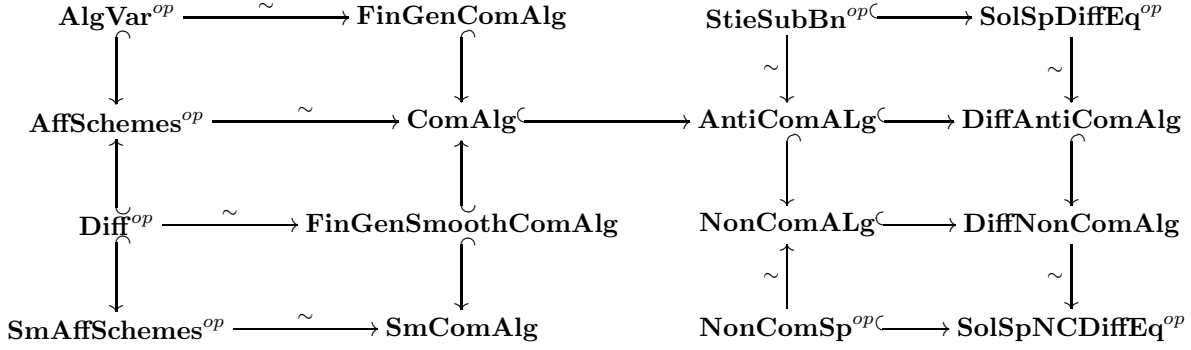 AlgVar^op ∼ FinGenComAlg StieSubBn^op SolSpDiffEq^op
∼ ∼
AffSchemes^op ∼ ComAlg AntiComALg DiffAntiComAlg
Diff^op ∼ FinGenSmoothComAlg NonComALg DiffNonComAlg
∼ ∼
SmAffSchemes^op ∼ SmComAlg NonComSp^op SolSpNCDiffEq^op